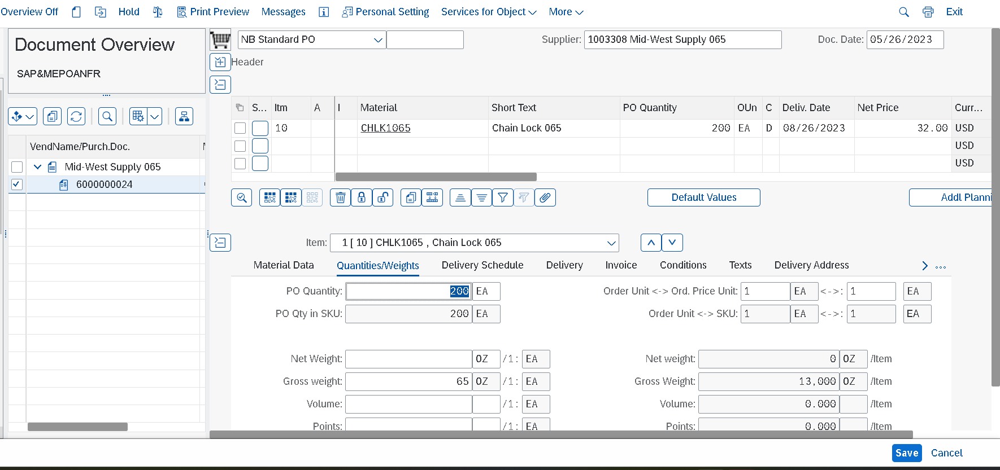 Overview Off Hold Print Preview Messages Personal Setting Services for Object More Exit
Document Overview
SAP&MEPOANFR
VendName/Purch.Doc.
Mid-West Supply 065
6000000024
NB Standard PO Supplier: 1003308 Mid-West Supply 065 Doc. Date: 05/26/2023
Header
S... Itm A I Material Short Text PO Quantity OUn C Deliv. Date Net Price Curr...
10 CHLK1065 Chain Lock 065 200 EA D 08/26/2023 32.00 USD
USD
USD
Default Values Addl Planni
Item: 1 [ 10 ] CHLK1065 , Chain Lock 065
Material Data Quantities/Weights Delivery Schedule Delivery Invoice Conditions Texts Delivery Address
PO Quantity: 200 EA Order Unit <-> Ord. Price Unit: 1 EA <->: 1 EA
PO Qty in SKU: 200 EA Order Unit <-> SKU: 1 EA <->: 1 EA
Net Weight: OZ /1: EA Net weight: 0 OZ /Item
Gross weight: 65 OZ /1: EA Gross Weight: 13,000 OZ /Item
Volume: /1: EA Volume: 0.000 /Item
Points: /1: EA Points: 0.000 /Item
Save Cancel